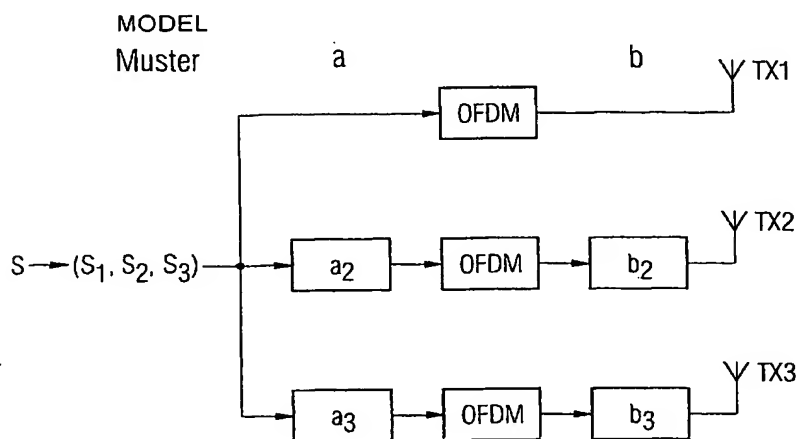 MODEL
Muster a b
TX1
OFDM
TX2
S → (S₁, S₂, S₃) a₂ OFDM b₂
TX3
a₃ OFDM b₃